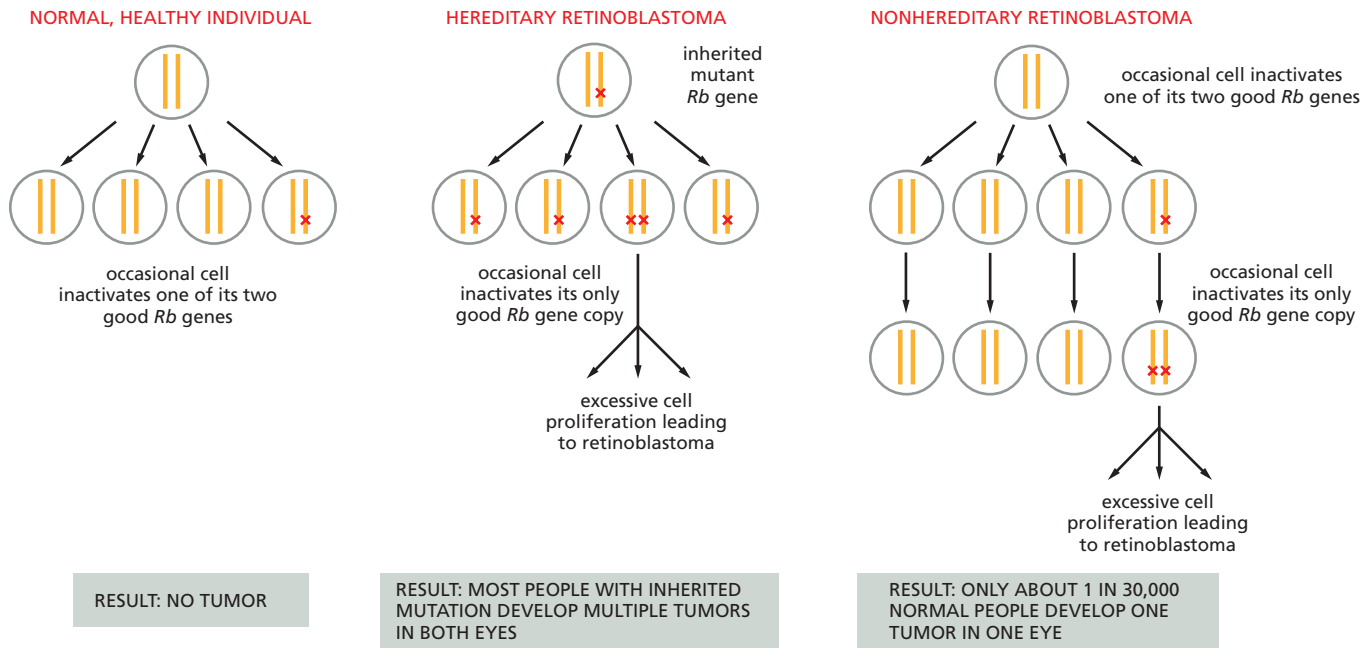 NORMAL, HEALTHY INDIVIDUAL
occasional cell
inactivates one of its two
good Rb genes
RESULT: NO TUMOR
HEREDITARY RETINOBLASTOMA
inherited
mutant
Rb gene
occasional cell
inactivates its only
good Rb gene copy
excessive cell
proliferation leading
to retinoblastoma
RESULT: MOST PEOPLE WITH INHERITED
MUTATION DEVELOP MULTIPLE TUMORS
IN BOTH EYES
NONHEREDITARY RETINOBLASTOMA
occasional cell inactivates
one of its two good Rb genes
occasional cell
inactivates its only
good Rb gene copy
excessive cell
proliferation leading
to retinoblastoma
RESULT: ONLY ABOUT 1 IN 30,000
NORMAL PEOPLE DEVELOP ONE
TUMOR IN ONE EYE